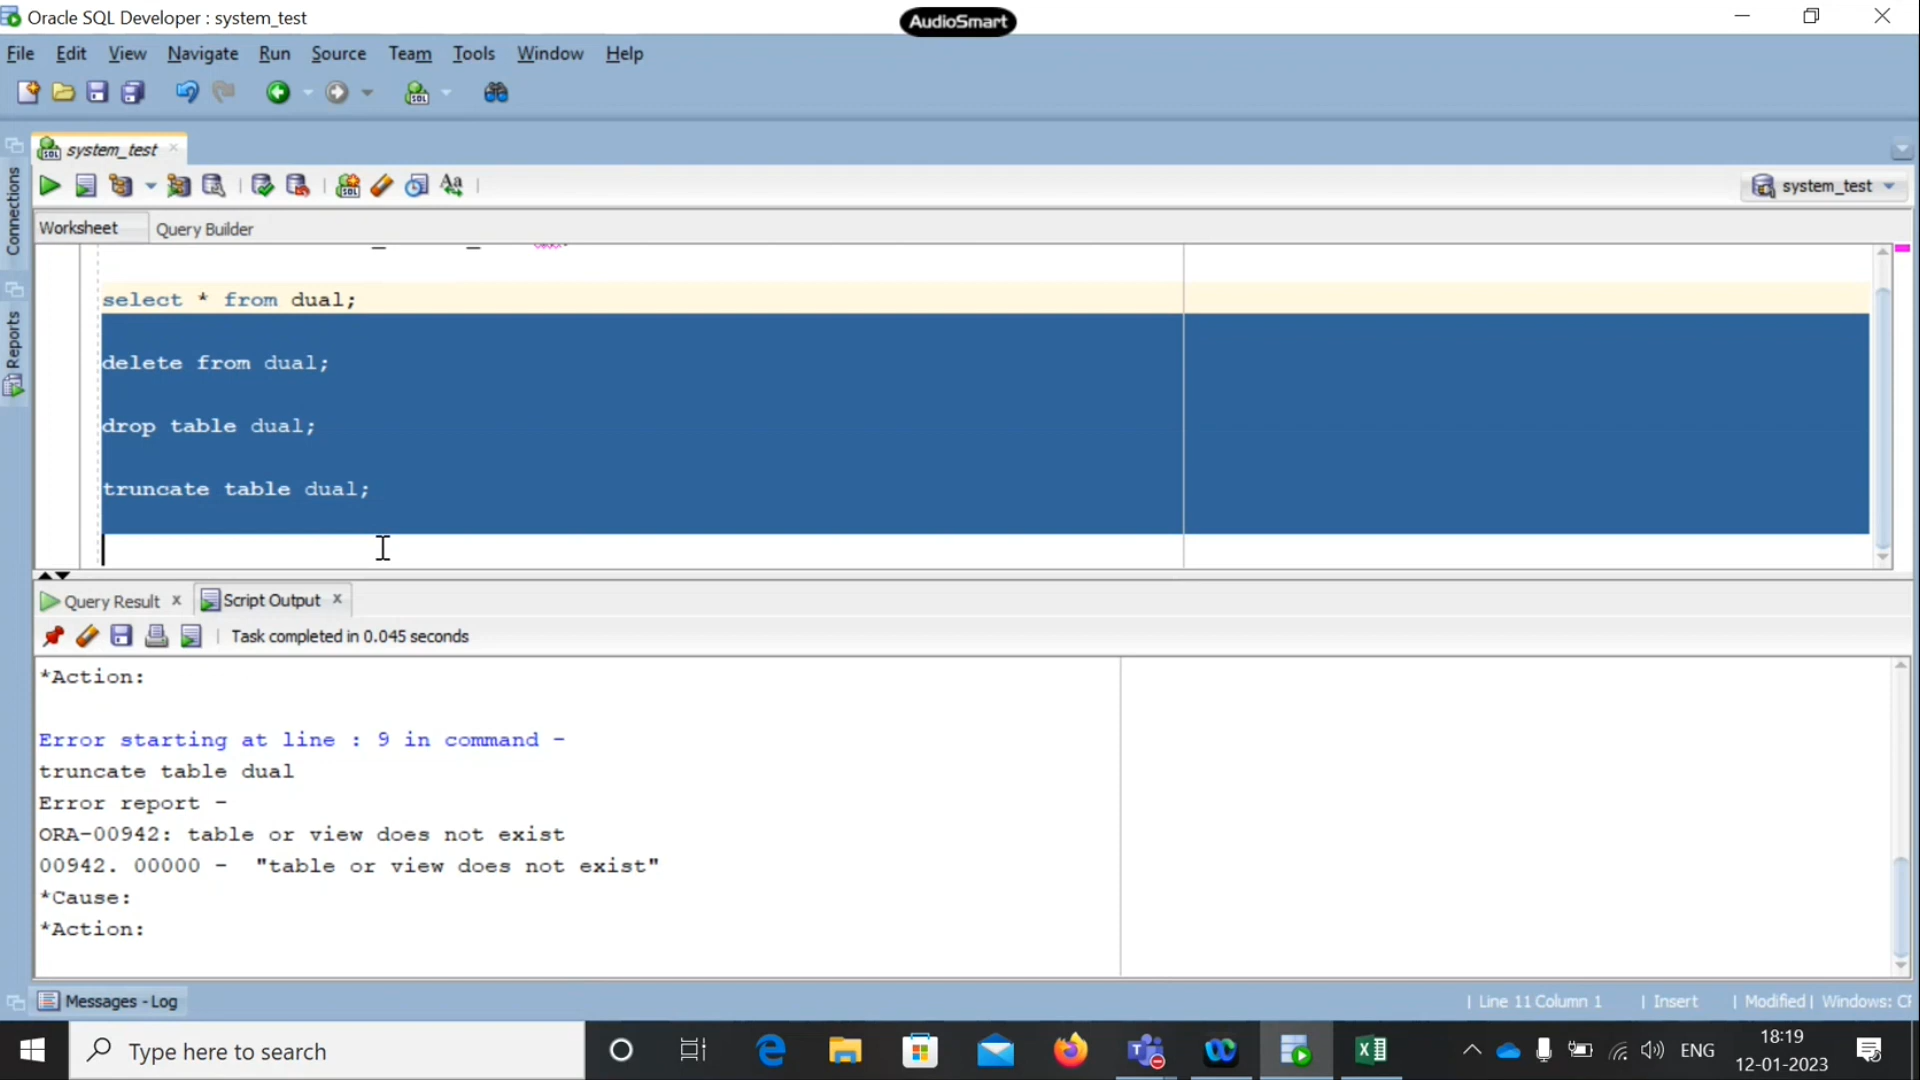 Oracle SQL Developer : system_test
AudioSmart
File Edit View Navigate Run Source Team Tools Window Help
system_test
system_test
Connections
Reports
Worksheet Query Builder
select * from dual;
delete from dual;
drop table dual;
truncate table dual;
Query Result x Script Output x
Task completed in 0.045 seconds
*Action:
Error starting at line : 9 in command -
truncate table dual
Error report -
ORA-00942: table or view does not exist
00942. 00000 -  "table or view does not exist"
*Cause:
*Action:
Messages - Log
| Line 11 Column 1 | Insert | Modified | Windows: CF
Type here to search
ENG
18:19
12-01-2023